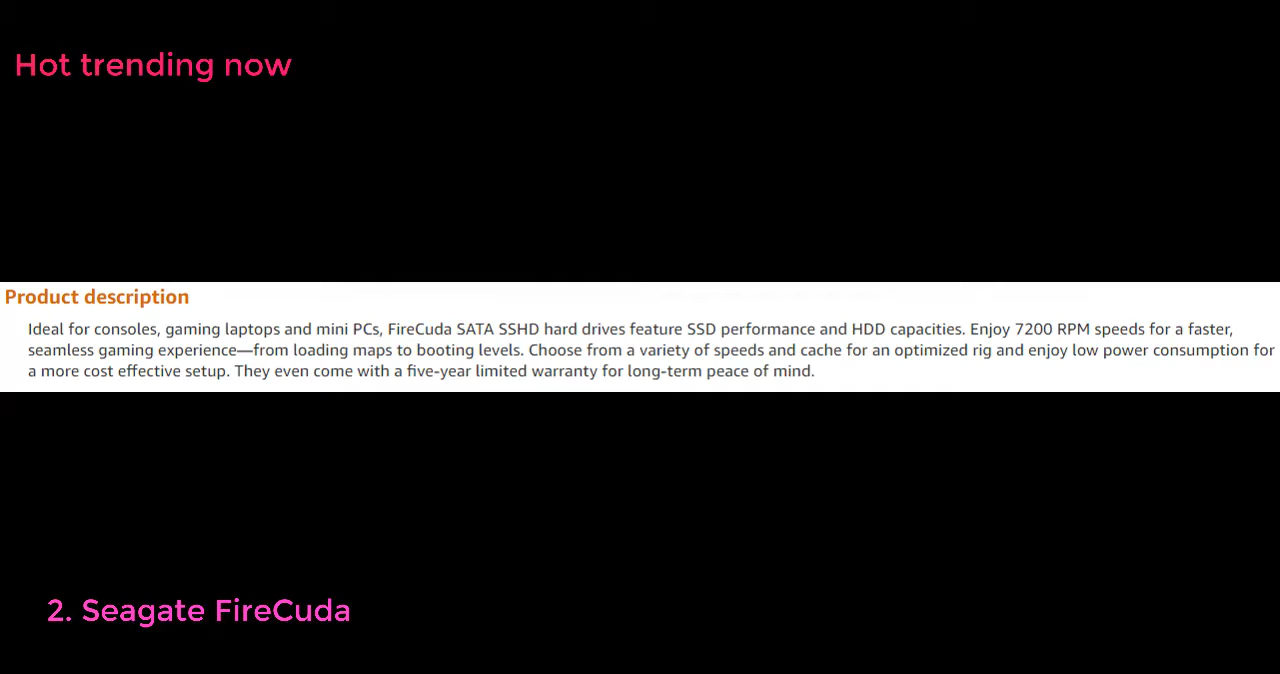 Hot trending now
Product description
Ideal for consoles, gaming laptops and mini PCs, FireCuda SATA SSHD hard drives feature SSD performance and HDD capacities. Enjoy 7200 RPM speeds for a faster,
seamless gaming experience—from loading maps to booting levels. Choose from a variety of speeds and cache for an optimized rig and enjoy low power consumption for
a more cost effective setup. They even come with a five-year limited warranty for long-term peace of mind.
2. Seagate FireCuda